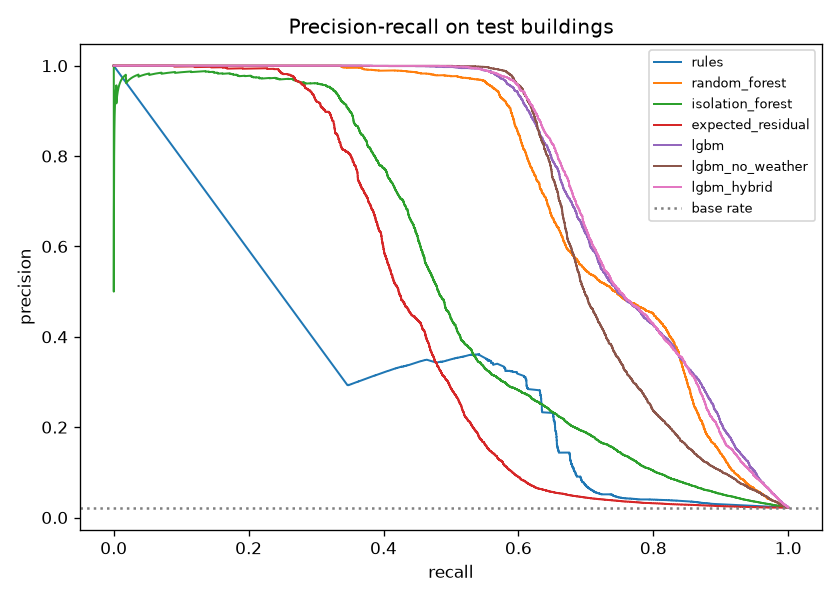 Precision-recall on test buildings
precision
1.0
0.8
0.6
0.4
0.2
0.0
rules
random_forest
isolation_forest
expected_residual
lgbm
lgbm_no_weather
lgbm_hybrid
base rate
0.0
0.2
0.4
0.6
0.8
1.0
recall